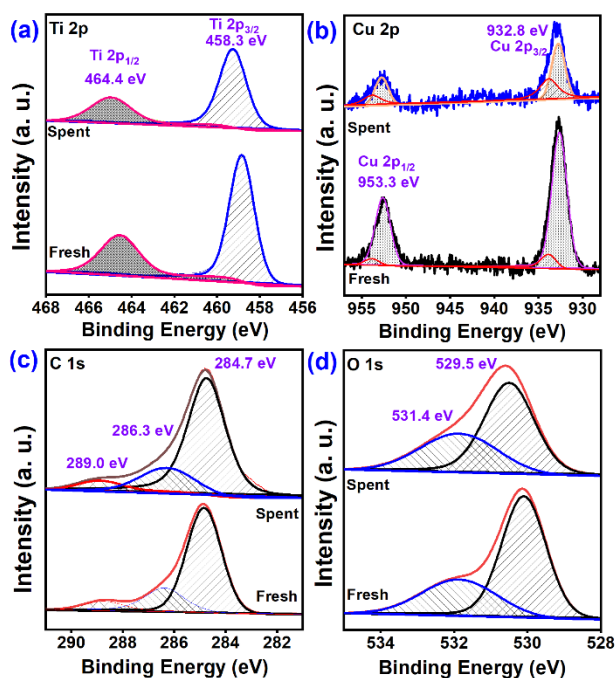 (a) Ti 2p
Ti 2p3/2
458.3 eV
Ti 2p1/2
464.4 eV
Spent
Fresh
Intensity (a. u.)
468 466 464 462 460 458 456
Binding Energy (eV)
(b) Cu 2p
932.8 eV
Cu 2p3/2
Spent
Cu 2p1/2
953.3 eV
Fresh
Intensity (a. u.)
955 950 945 940 935 930
Binding Energy (eV)
(c) C 1s
284.7 eV
286.3 eV
289.0 eV
Spent
Fresh
Intensity (a. u.)
290 288 286 284 282
Binding Energy (eV)
(d) O 1s
529.5 eV
531.4 eV
Spent
Fresh
Intensity (a. u.)
534 532 530 528
Binding Energy (eV)